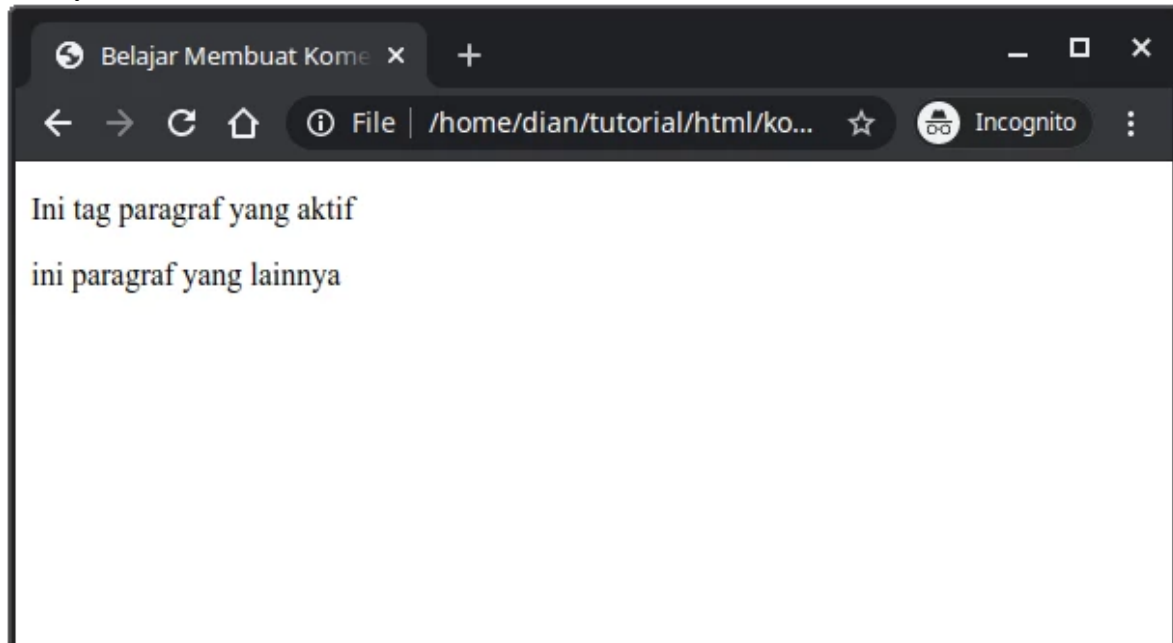 Belajar Membuat Kome
File
/home/dian/tutorial/html/ko...
Incognito
Ini tag paragraf yang aktif
ini paragraf yang lainnya